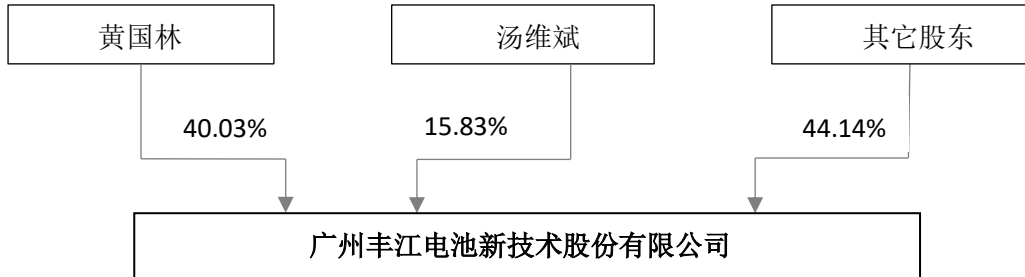 黄国林
汤维斌
其它股东
40.03%
15.83%
44.14%
广州丰江电池新技术股份有限公司